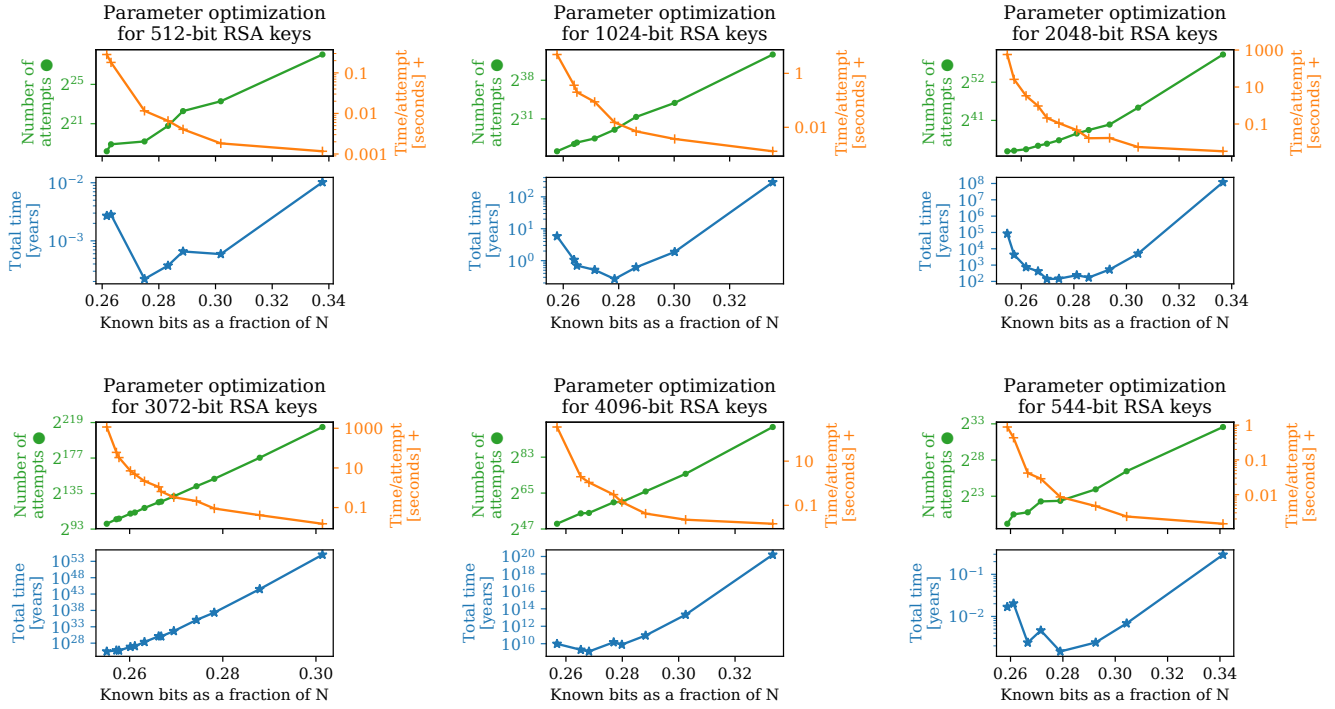 Parameter optimization
for 512-bit RSA keys
Number of
attempts
2^25
2^21
0.1
0.01
0.001
Time/attempt
[seconds] +
Total time
[years]
10^−2
10^−3
0.26 0.28 0.30 0.32 0.34
Known bits as a fraction of N
Parameter optimization
for 1024-bit RSA keys
Number of
attempts
2^38
2^31
1
0.01
Time/attempt
[seconds] +
Total time
[years]
10^2
10^0
0.26 0.28 0.30 0.32
Known bits as a fraction of N
Parameter optimization
for 2048-bit RSA keys
Number of
attempts
2^52
2^41
1000
10
0.1
Time/attempt
[seconds] +
Total time
[years]
10^8
10^7
10^6
10^5
10^4
10^3
10^2
0.26 0.28 0.30 0.32 0.34
Known bits as a fraction of N
Parameter optimization
for 3072-bit RSA keys
Number of
attempts
2^219
2^177
2^135
2^93
1000
10
0.1
Time/attempt
[seconds] +
Total time
[years]
10^53
10^48
10^43
10^38
10^33
10^28
0.26 0.28 0.30
Known bits as a fraction of N
Parameter optimization
for 4096-bit RSA keys
Number of
attempts
2^83
2^65
2^47
10
0.1
Time/attempt
[seconds] +
Total time
[years]
10^20
10^18
10^16
10^14
10^12
10^10
0.26 0.28 0.30 0.32
Known bits as a fraction of N
Parameter optimization
for 544-bit RSA keys
Number of
attempts
2^33
2^28
2^23
1
0.1
0.01
Time/attempt
[seconds] +
Total time
[years]
10^−1
10^−2
0.26 0.28 0.30 0.32 0.34
Known bits as a fraction of N